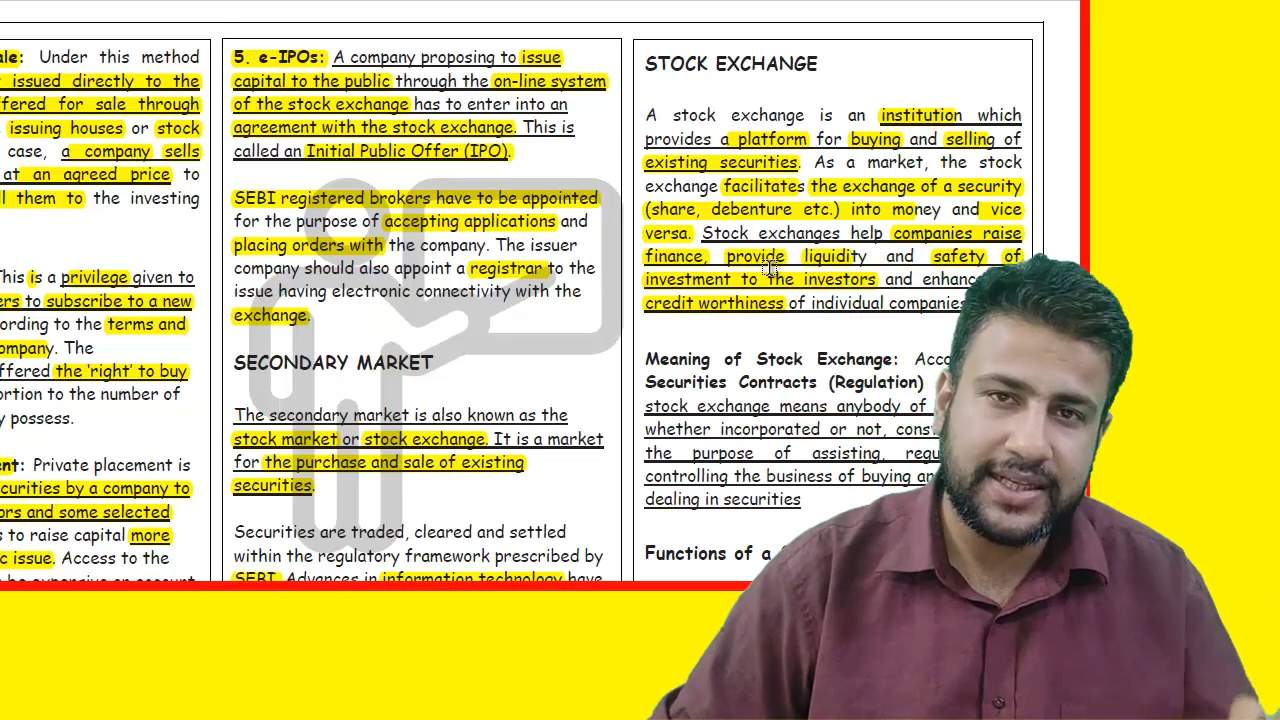 ale: Under this method
issued directly to the
ffered for sale through
issuing houses or stock
case, a company sells
at an agreed price to
ll them to the investing
This is a privilege given to
ers to subscribe to a new
cording to the terms and
ompany. The
ffered the ‘right’ to buy
ortion to the number of
y possess.
ent: Private placement is
ecurities by a company to
ors and some selected
s to raise capital more
ic issue. Access to the
5. e-IPOs: A company proposing to issue
capital to the public through the on-line system
of the stock exchange has to enter into an
agreement with the stock exchange. This is
called an Initial Public Offer (IPO).
SEBI registered brokers have to be appointed
for the purpose of accepting applications and
placing orders with the company. The issuer
company should also appoint a registrar to the
issue having electronic connectivity with the
exchange.
SECONDARY MARKET
The secondary market is also known as the
stock market or stock exchange. It is a market
for the purchase and sale of existing
securities.
Securities are traded, cleared and settled
within the regulatory framework prescribed by
SEBI. Advances in information technology have
STOCK EXCHANGE
A stock exchange is an institution which
provides a platform for buying and selling of
existing securities. As a market, the stock
exchange facilitates the exchange of a security
(share, debenture etc.) into money and vice
versa. Stock exchanges help companies raise
finance, provide liquidity and safety of
investment to the investors and enhanc
credit worthiness of individual companies
Meaning of Stock Exchange: Acco
Securities Contracts (Regulation)
stock exchange means anybody of
whether incorporated or not, cons
the purpose of assisting, regu
controlling the business of buying an
dealing in securities
Functions of a